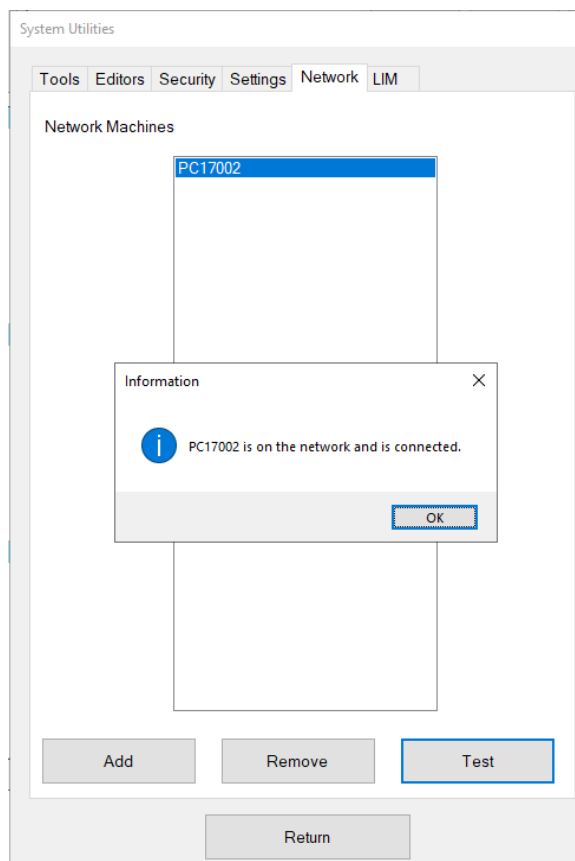 System Utilities
Tools Editors Security Settings Network LIM
Network Machines
PC17002
Information
PC17002 is on the network and is connected.
OK
Add Remove Test
Return